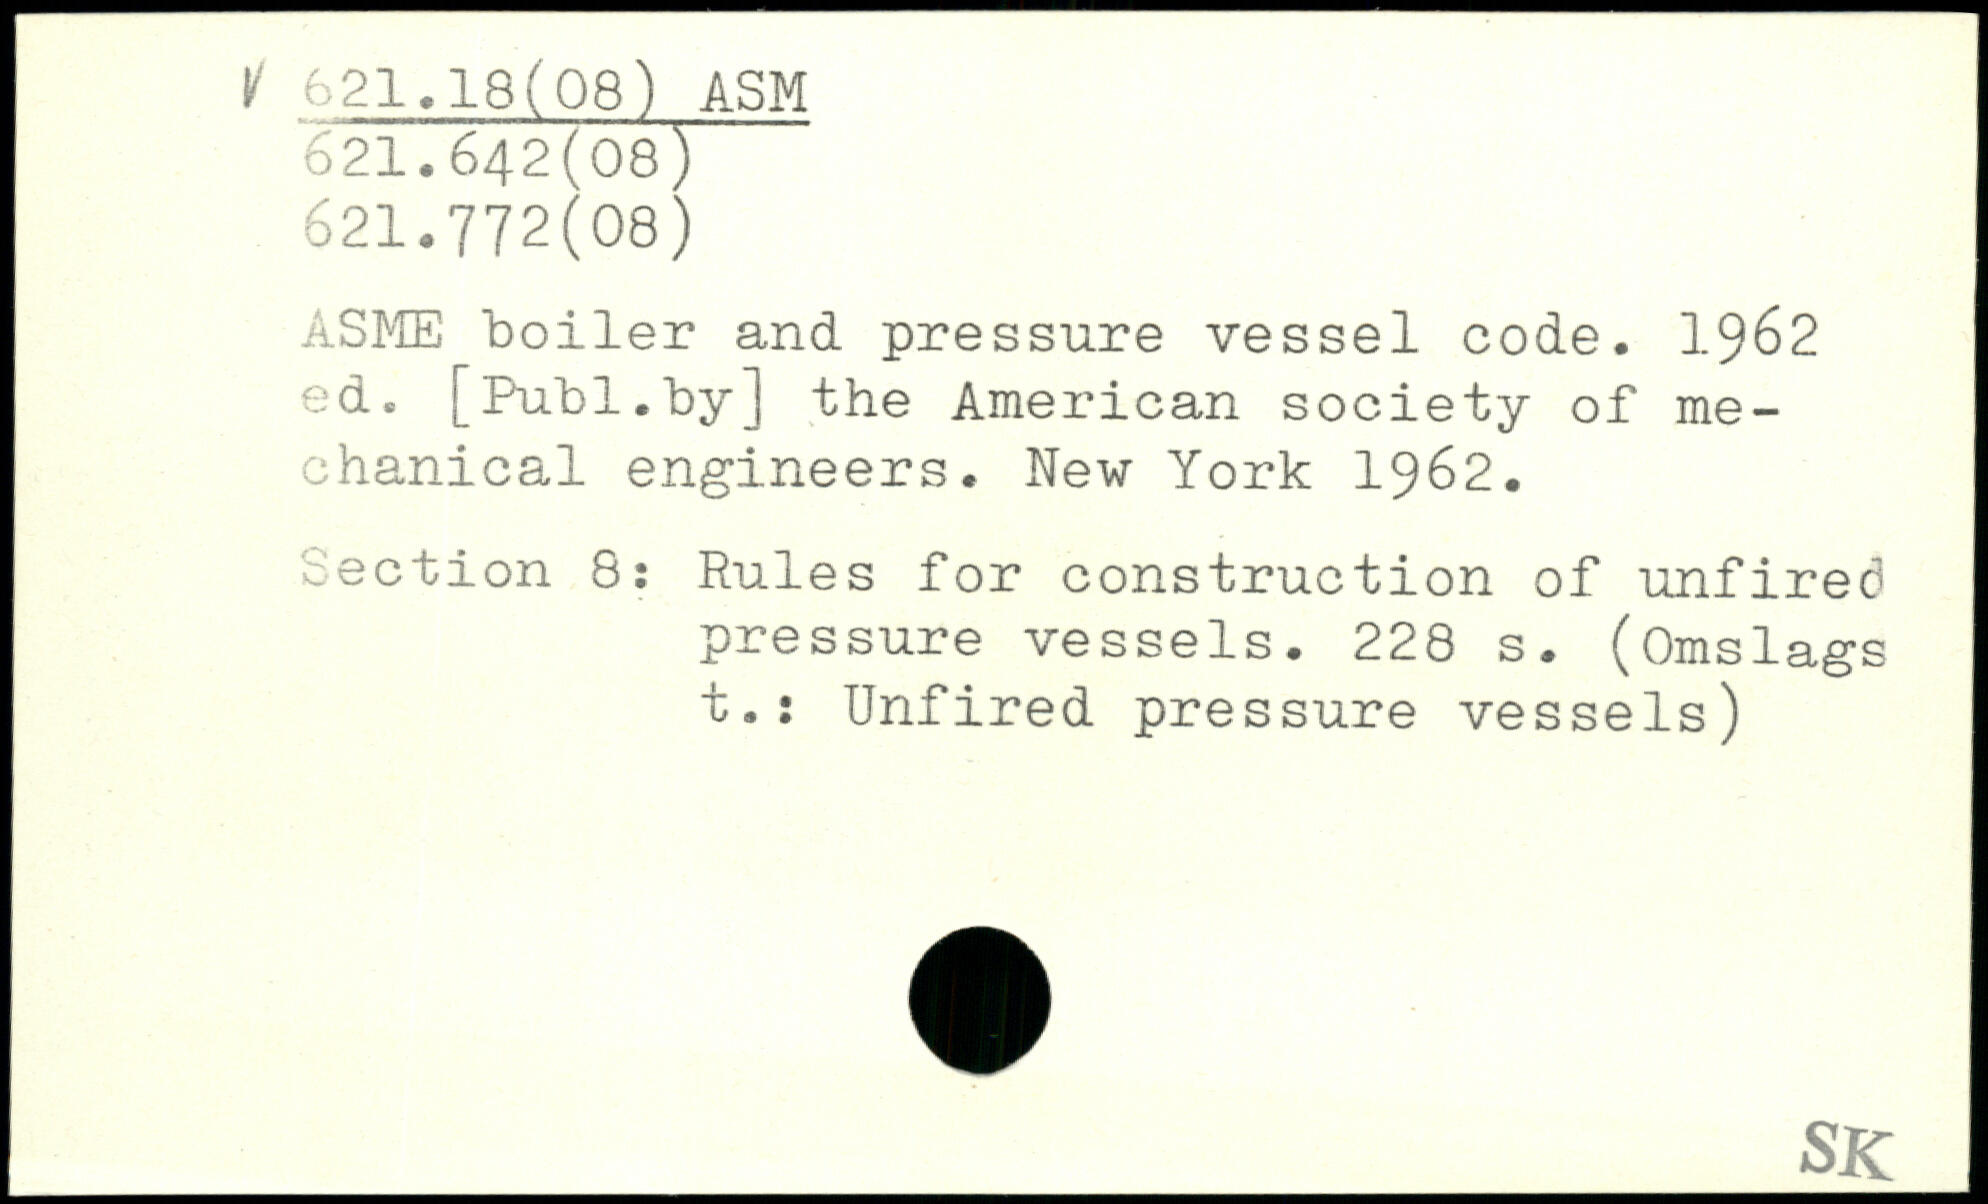 V 621.18(08) ASM
621.642(08)
621.772(08)
ASME boiler and pressure vessel code. 1962
ed. [Publ.by] the American society of me-
chanical engineers. New York 1962.
Section 8: Rules for construction of unfired
pressure vessels. 228 s. (Omslags
t.: Unfired pressure vessels)
SK